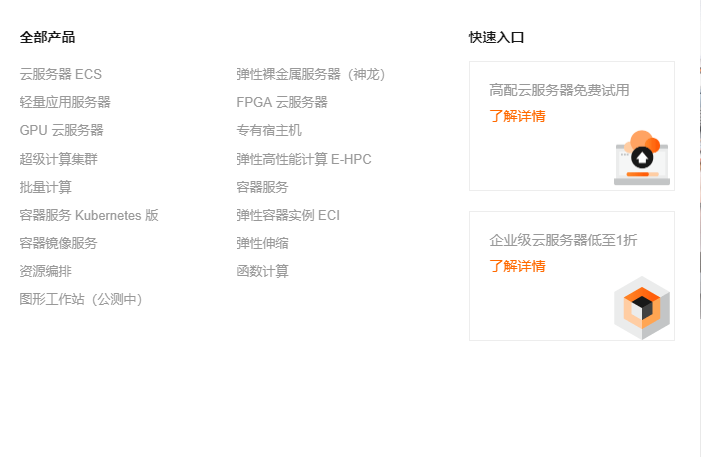 全部产品
云服务器 ECS
轻量应用服务器
GPU 云服务器
超级计算集群
批量计算
容器服务 Kubernetes 版
容器镜像服务
资源编排
图形工作站（公测中）
弹性裸金属服务器（神龙）
FPGA 云服务器
专有宿主机
弹性高性能计算 E-HPC
容器服务
弹性容器实例 ECI
弹性伸缩
函数计算
快速入口
高配云服务器免费试用
了解详情
企业级云服务器低至1折
了解详情